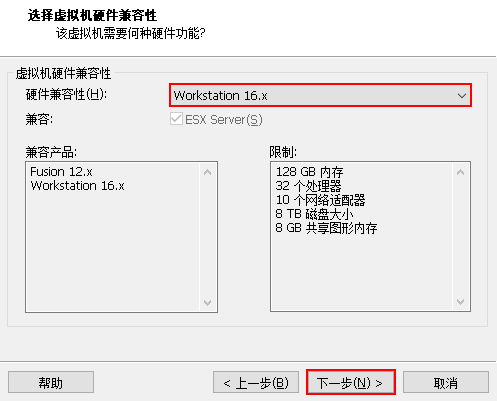 选择虚拟机硬件兼容性
该虚拟机需要何种硬件功能?
虚拟机硬件兼容性
硬件兼容性(H): Workstation 16.x
兼容: ESX Server(S)
兼容产品:
Fusion 12.x
Workstation 16.x
限制:
128 GB 内存
32 个处理器
10 个网络适配器
8 TB 磁盘大小
8 GB 共享图形内存
帮助 < 上一步(B) 下一步(N) > 取消